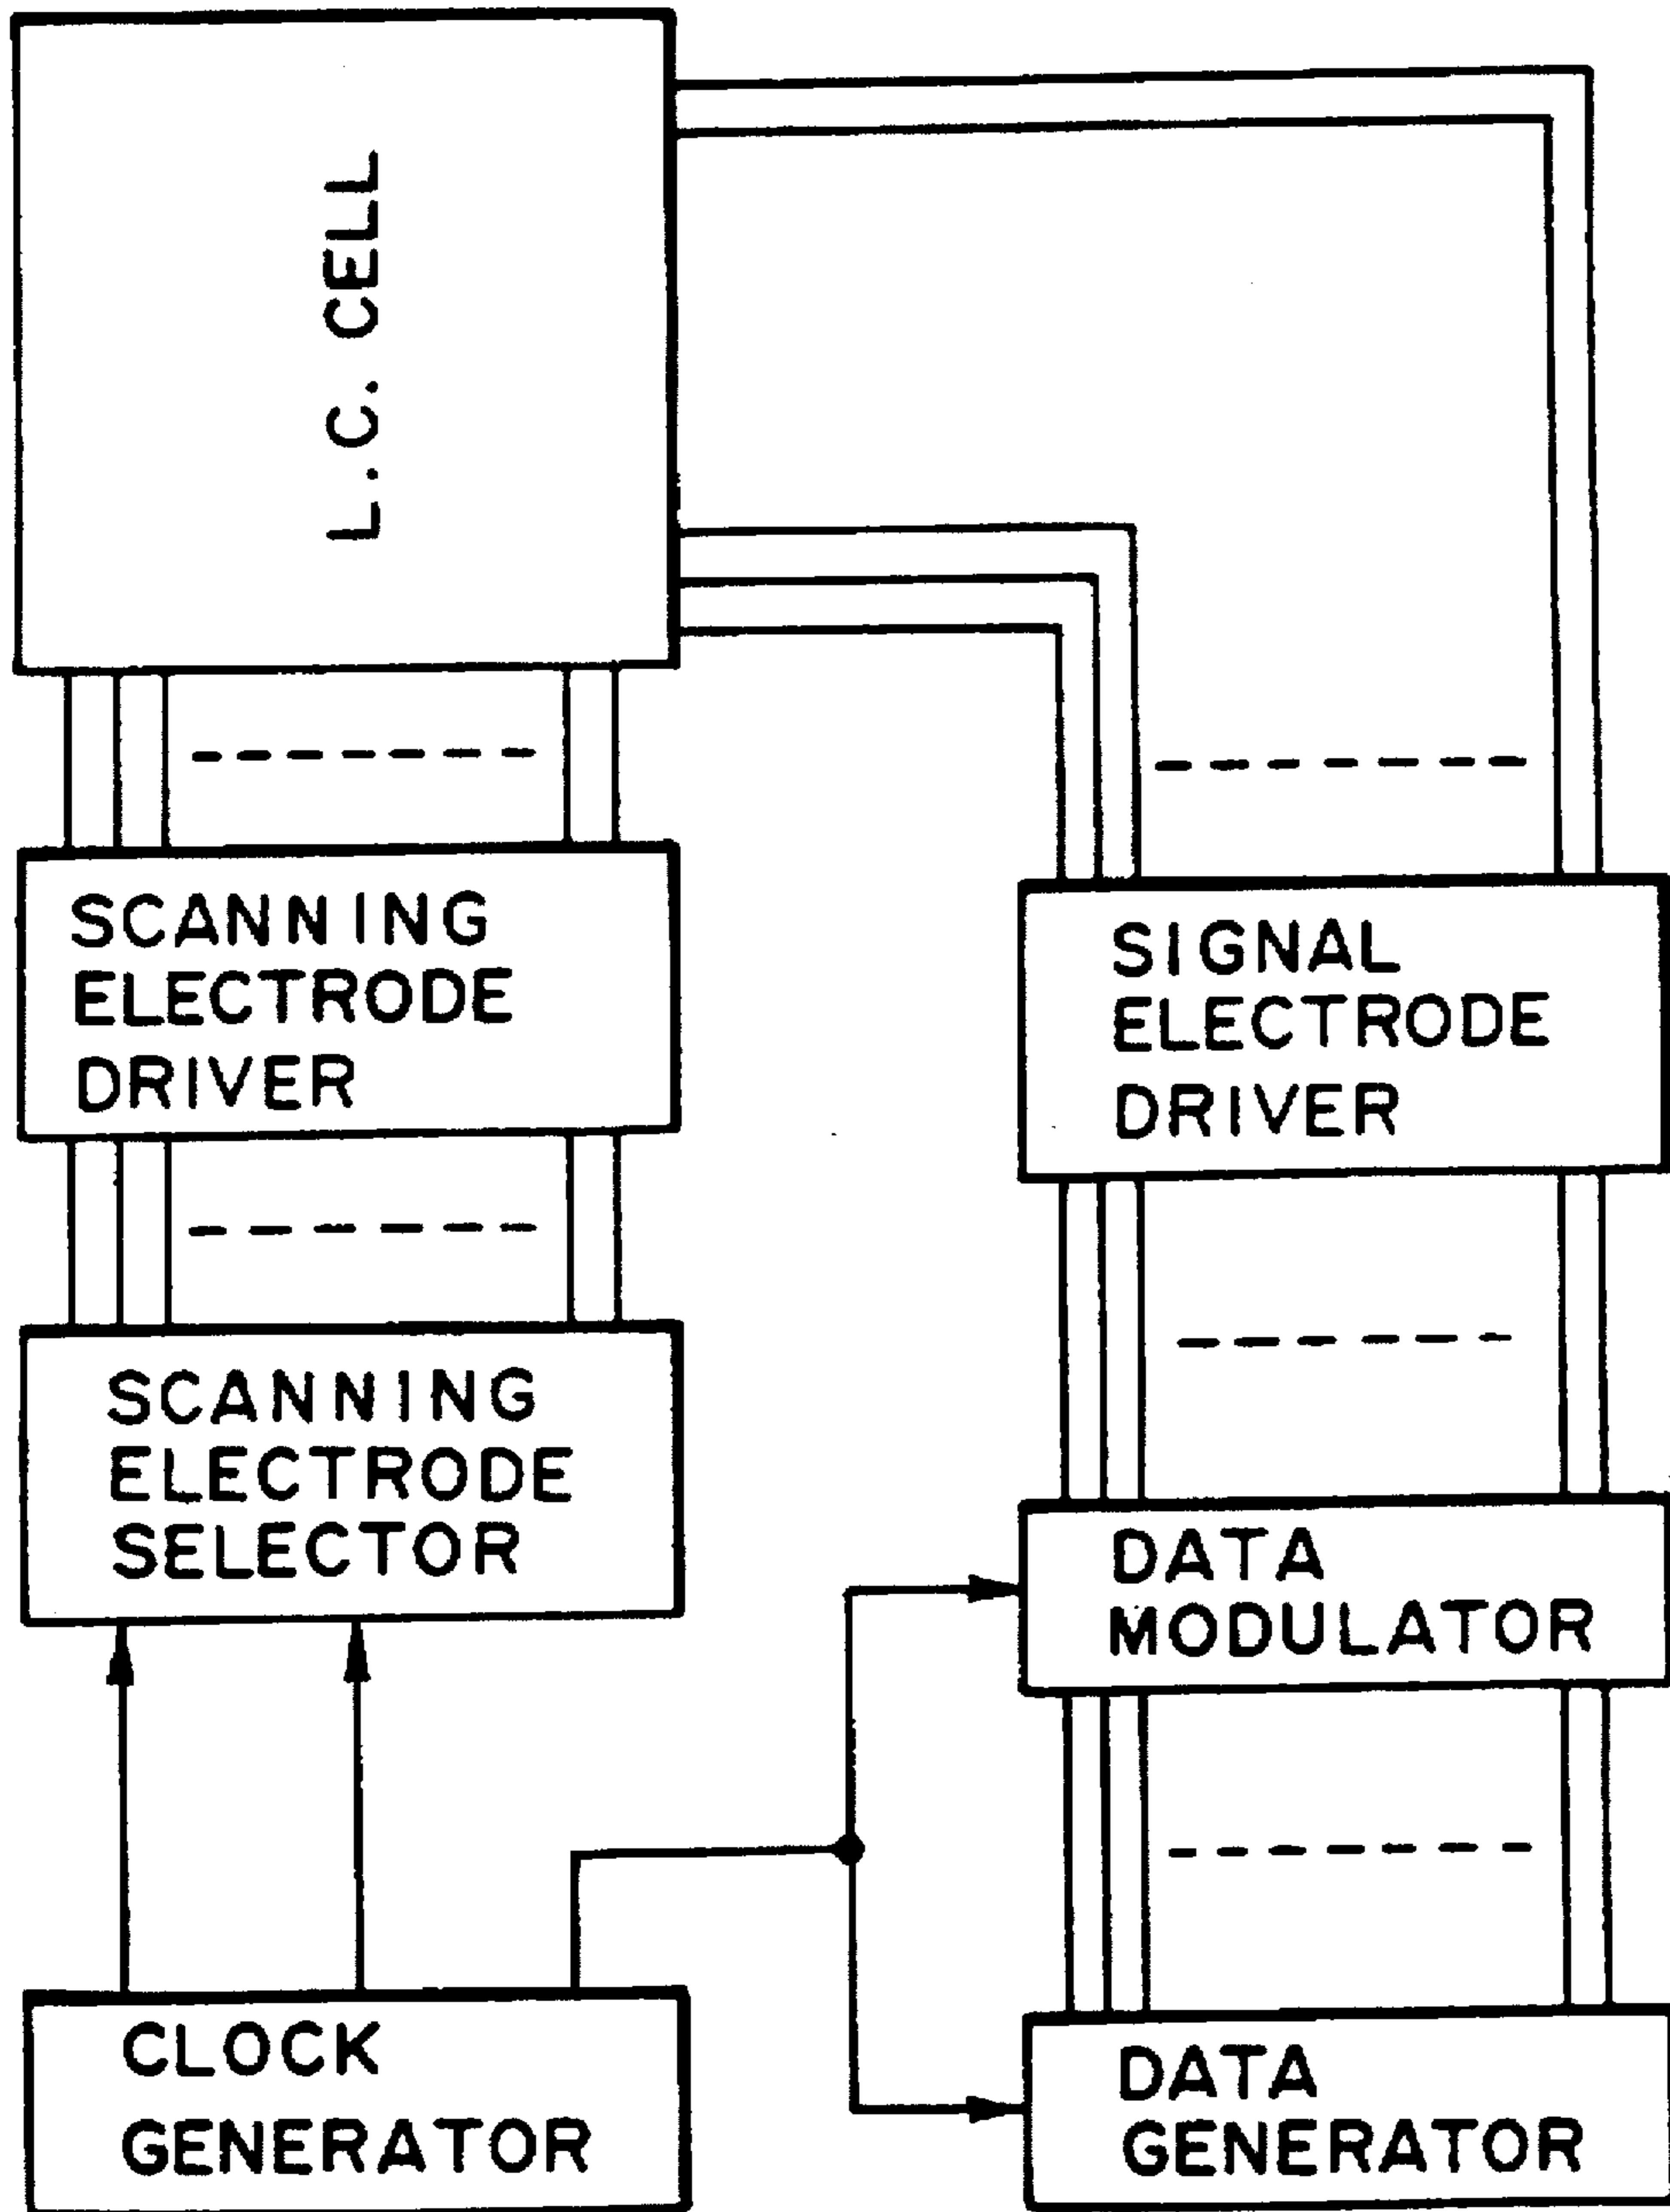 L.C. CELL
SCANNING
ELECTRODE
DRIVER
SIGNAL
ELECTRODE
DRIVER
SCANNING
ELECTRODE
SELECTOR
DATA
MODULATOR
CLOCK
GENERATOR
DATA
GENERATOR